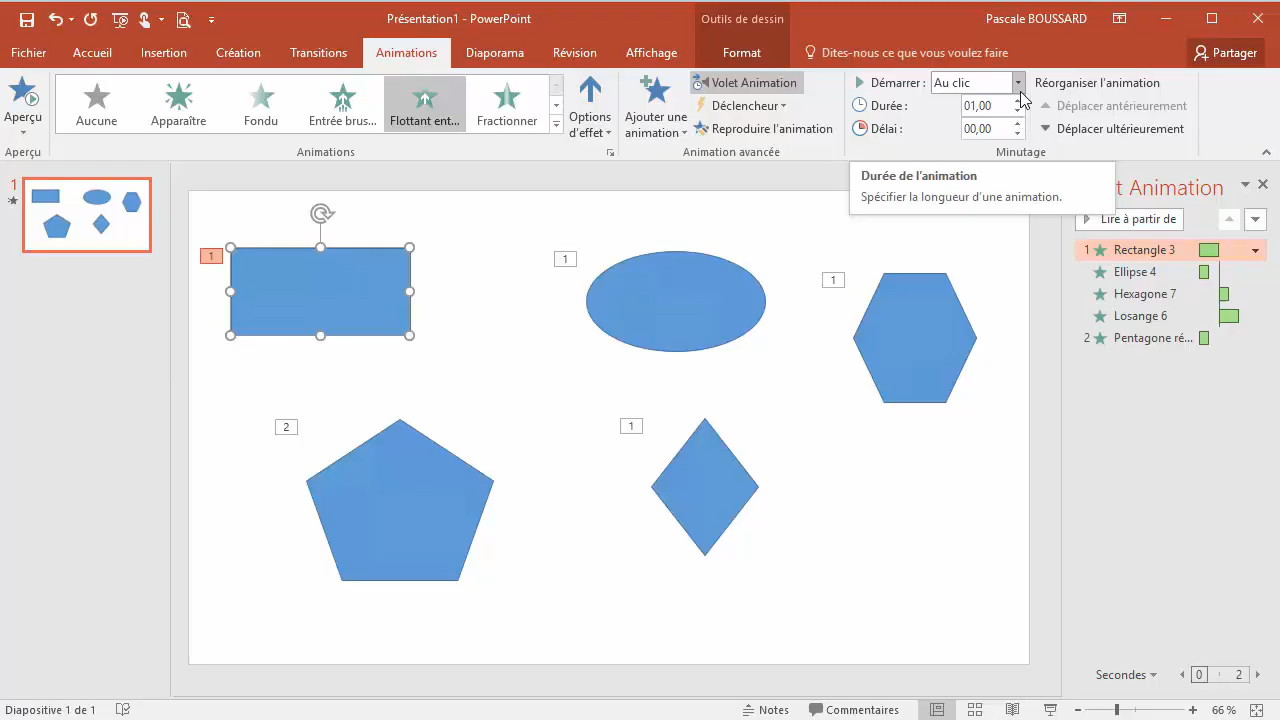 Présentation1 - PowerPoint
Outils de dessin
Pascale BOUSSARD
Fichier
Accueil
Insertion
Création
Transitions
Animations
Diaporama
Révision
Affichage
Format
Dites-nous ce que vous voulez faire
Partager
Aperçu
Aucune
Apparaître
Fondu
Entrée brus...
Flottant ent...
Fractionner
Options d'effet
Ajouter une animation
Volet Animation
Déclencheur
Reproduire l'animation
Démarrer :
Au clic
Durée :
01,00
Délai :
00,00
Réorganiser l'animation
Déplacer antérieurement
Déplacer ultérieurement
Aperçu
Animations
Animation avancée
Minutage
Durée de l'animation
Spécifier la longueur d'une animation.
t Animation
Lire à partir de
1 Rectangle 3
Ellipse 4
Hexagone 7
Losange 6
2 Pentagone ré...
1
1
1
1
2
1
Secondes
0
2
Diapositive 1 de 1
Notes
Commentaires
66 %